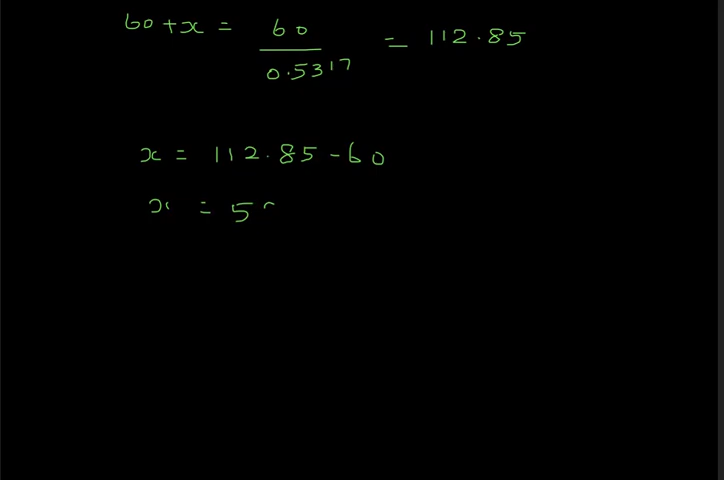 60 + x = 60 / 0.5317 = 112.85
x = 112.85 - 60
x = 5